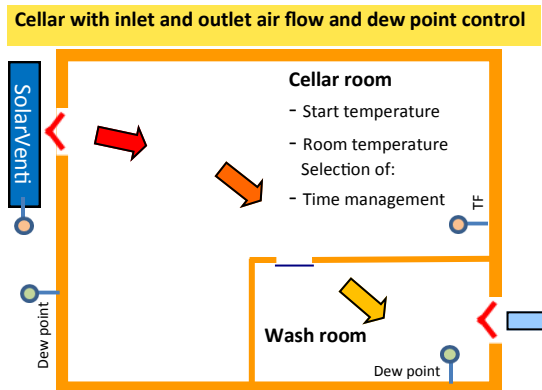 Cellar with inlet and outlet air flow and dew point control
SolarVenti
Cellar room
- Start temperature
- Room temperature
Selection of:
- Time management
TF
Dew point
Wash room
Dew point